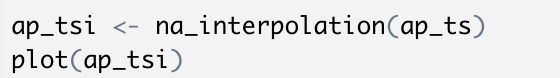 ap_tsi <- na_interpolation(ap_ts)
plot(ap_tsi)